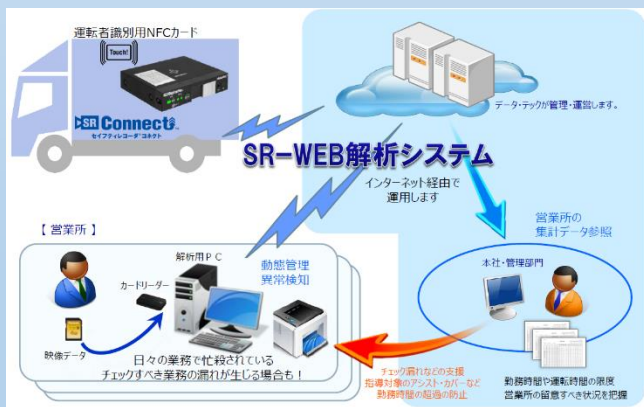 運転者識別用NFCカード
Touch!
SR Connect
セイフティレコーダ コネクト
データ・テックが管理・運営します。
SR-WEB解析システム
インターネット経由で
運用します
営業所の
集計データ参照
本社・管理部門
【 営業所 】
解析用PC
カードリーダー
動態管理
異常検知
映像データ
日々の業務で忙殺されている
チェックすべき業務の漏れが生じる場合も!
チェック漏れなどの支援
指導対象のアシスト・カバーなど
勤務時間の超過の防止
勤務時間や運転時間の限度
営業所の留意すべき状況を把握